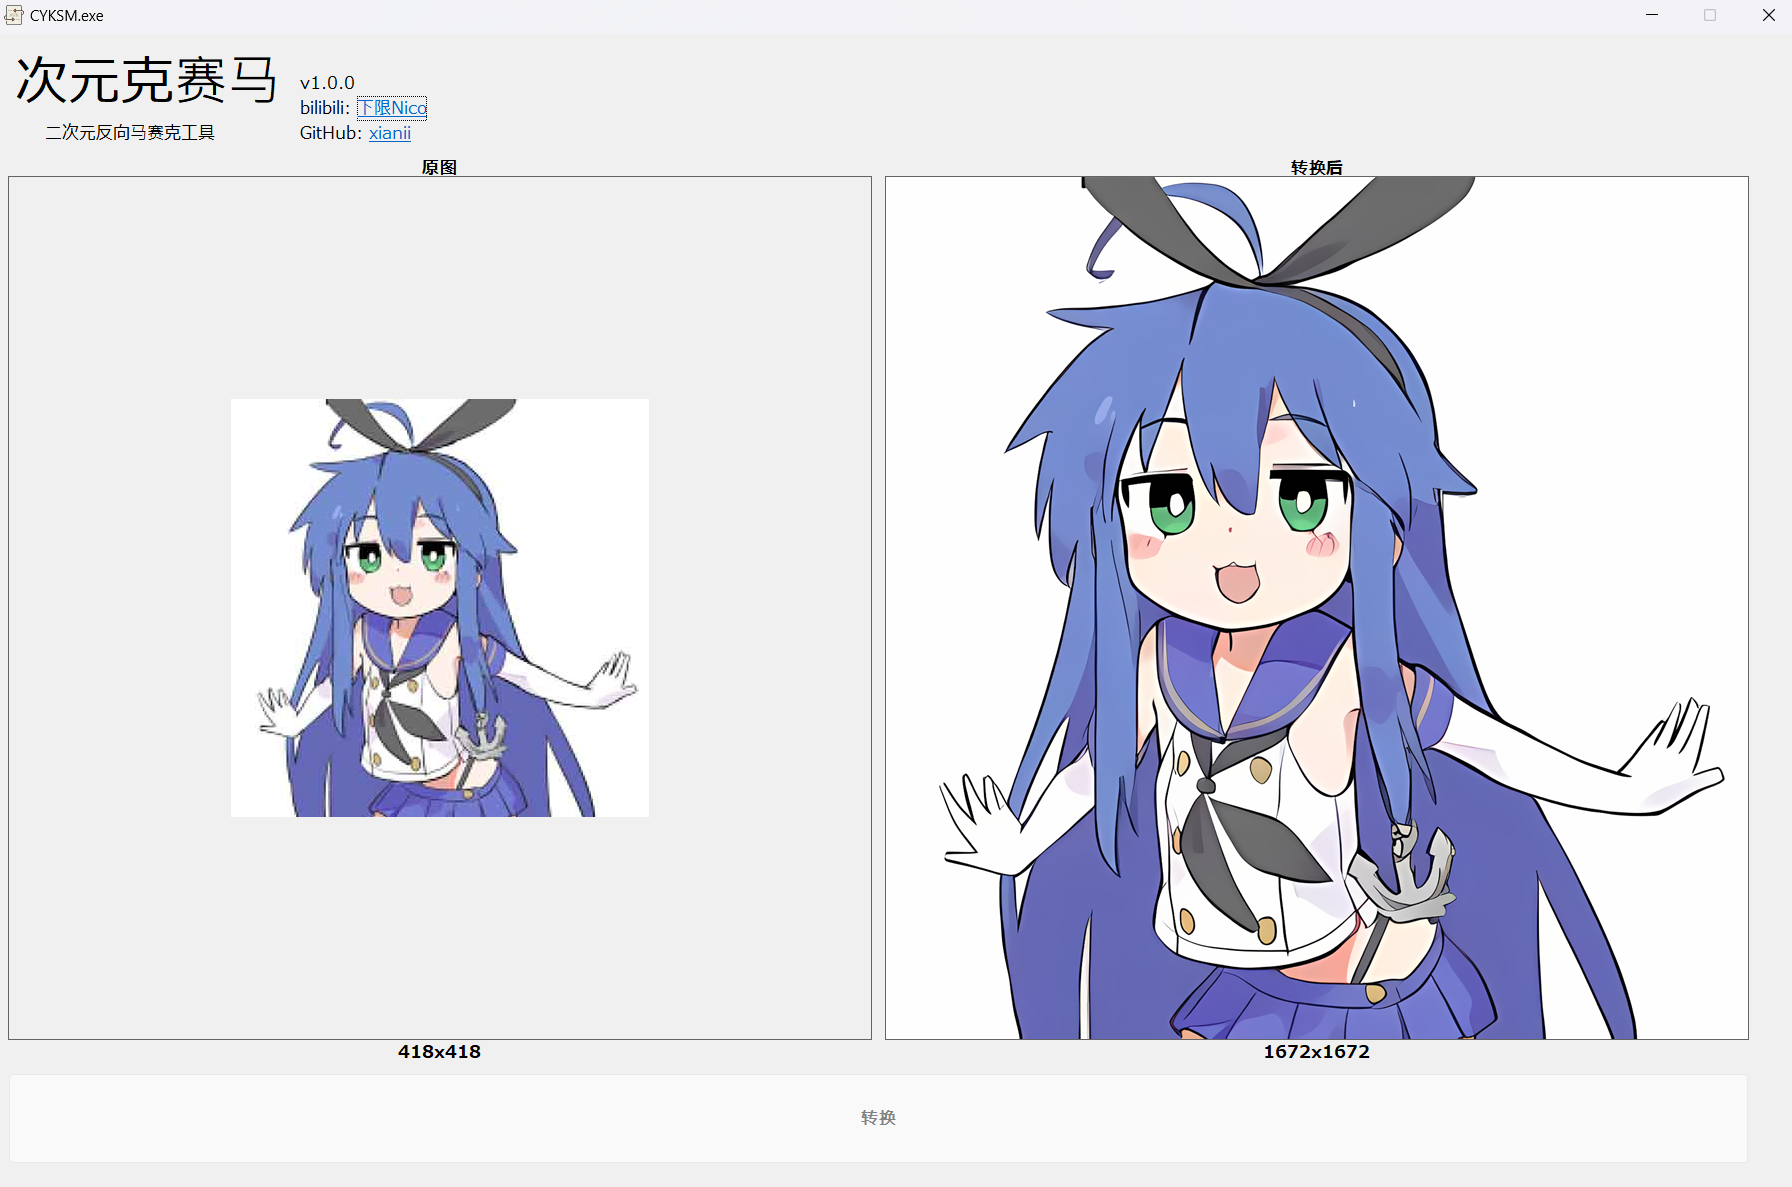 CYKSM.exe
次元克赛马
二次元反向马赛克工具
v1.0.0
bilibili: 下限Nico
GitHub: xianii
原图
转换后
418x418
1672x1672
转换